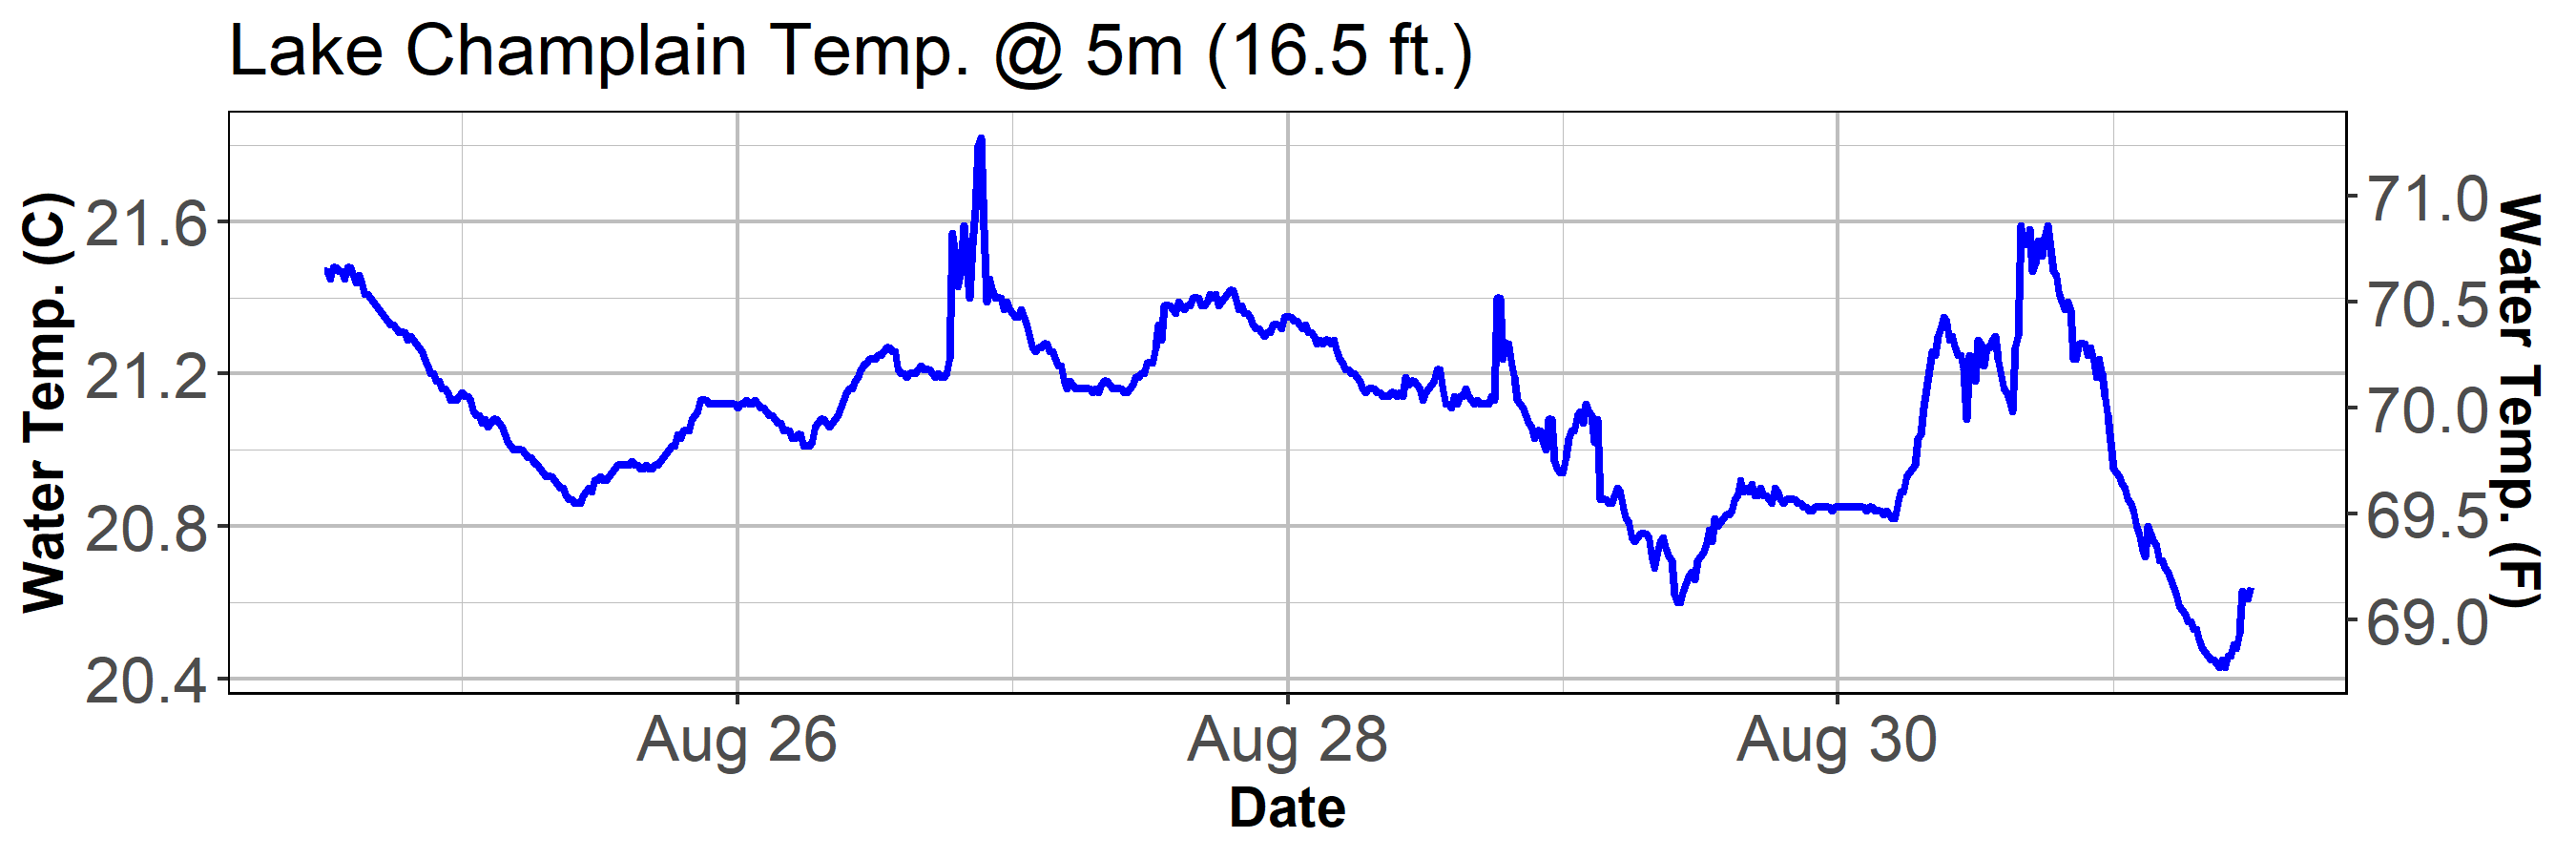 Lake Champlain Temp. @ 5m (16.5 ft.)
Water Temp. (C)
21.6
21.2
20.8
20.4
71.0
70.5
70.0
69.5
69.0
Water Temp. (F)
Aug 26 Aug 28 Aug 30
Date